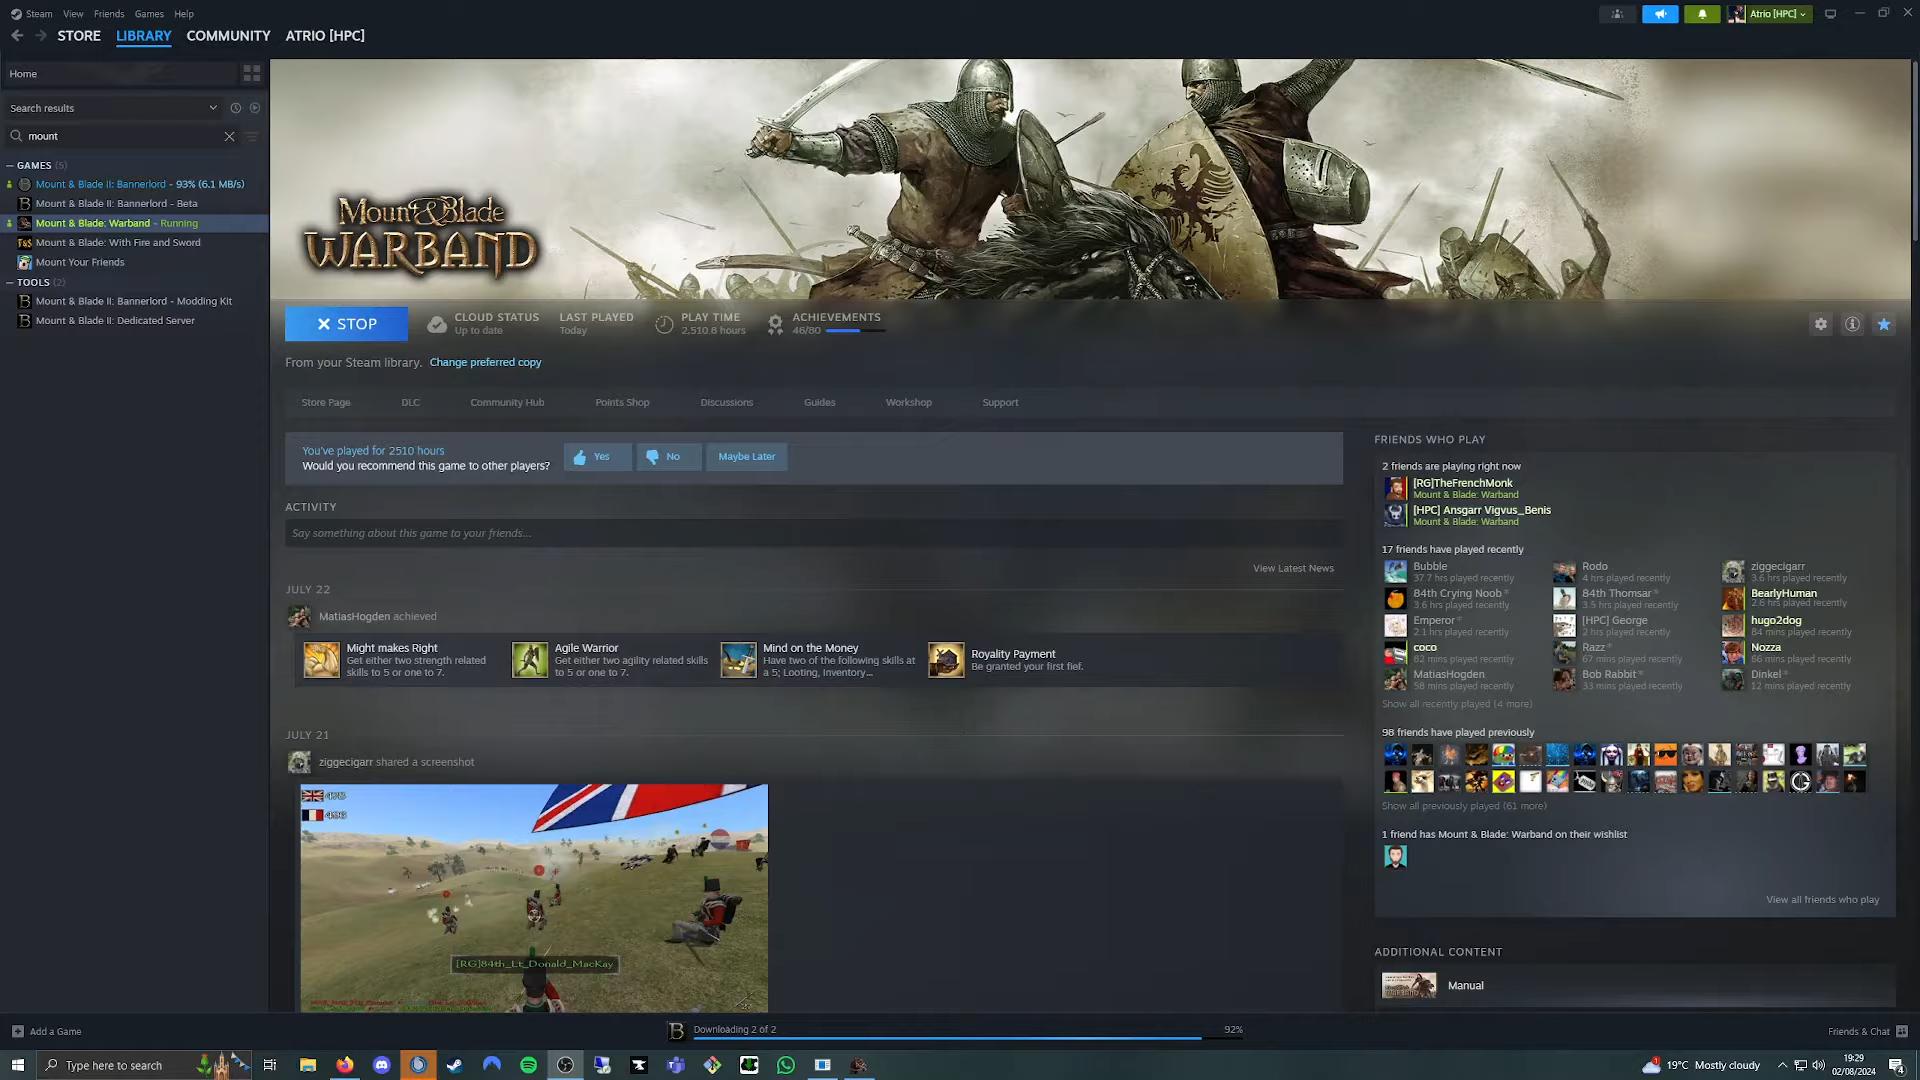 Steam View Friends Games Help
Atrio [HPC]
STORE LIBRARY COMMUNITY ATRIO [HPC]
Home
Search results
mount
GAMES (5)
Mount & Blade II: Bannerlord - 93% (6.1 MB/s)
Mount & Blade II: Bannerlord - Beta
Mount & Blade: Warband - Running
Mount & Blade: With Fire and Sword
Mount Your Friends
TOOLS (2)
Mount & Blade II: Bannerlord - Modding Kit
Mount & Blade II: Dedicated Server
Mount & Blade
WARBAND
STOP
CLOUD STATUS
Up to date
LAST PLAYED
Today
PLAY TIME
2,510.6 hours
ACHIEVEMENTS
46/80
From your Steam library. Change preferred copy
Store Page DLC Community Hub Points Shop Discussions Guides Workshop Support
You've played for 2510 hours
Would you recommend this game to other players?
Yes No Maybe Later
ACTIVITY
Say something about this game to your friends...
View Latest News
JULY 22
MatiasHogden achieved
Might makes Right
Get either two strength related
skills to 5 or one to 7.
Agile Warrior
Get either two agility related skills
to 5 or one to 7.
Mind on the Money
Have two of the following skills at
a 5; Looting, Inventory...
Royality Payment
Be granted your first fief.
JULY 21
ziggecigarr shared a screenshot
[RG]84th_Lt_Donald_MacKay
FRIENDS WHO PLAY
2 friends are playing right now
[RG]TheFrenchMonk
Mount & Blade: Warband
[HPC] Ansgarr Vigvus_Benis
Mount & Blade: Warband
17 friends have played recently
Bubble
37.7 hrs played recently
Rodo
4 hrs played recently
ziggecigarr
3.6 hrs played recently
84th Crying Noob *
3.6 hrs played recently
84th Thomsar *
3.5 hrs played recently
BearlyHuman
2.6 hrs played recently
Emperor *
2.1 hrs played recently
[HPC] George
2 hrs played recently
hugo2dog
84 mins played recently
coco
82 mins played recently
Razz *
67 mins played recently
Nozza
66 mins played recently
MatiasHogden
58 mins played recently
Bob Rabbit *
33 mins played recently
Dinkel *
12 mins played recently
Show all recently played (4 more)
98 friends have played previously
Show all previously played (61 more)
1 friend has Mount & Blade: Warband on their wishlist
View all friends who play
ADDITIONAL CONTENT
Manual
Add a Game
Downloading 2 of 2
92%
Friends & Chat
Type here to search
19°C Mostly cloudy
19:29
02/08/2024